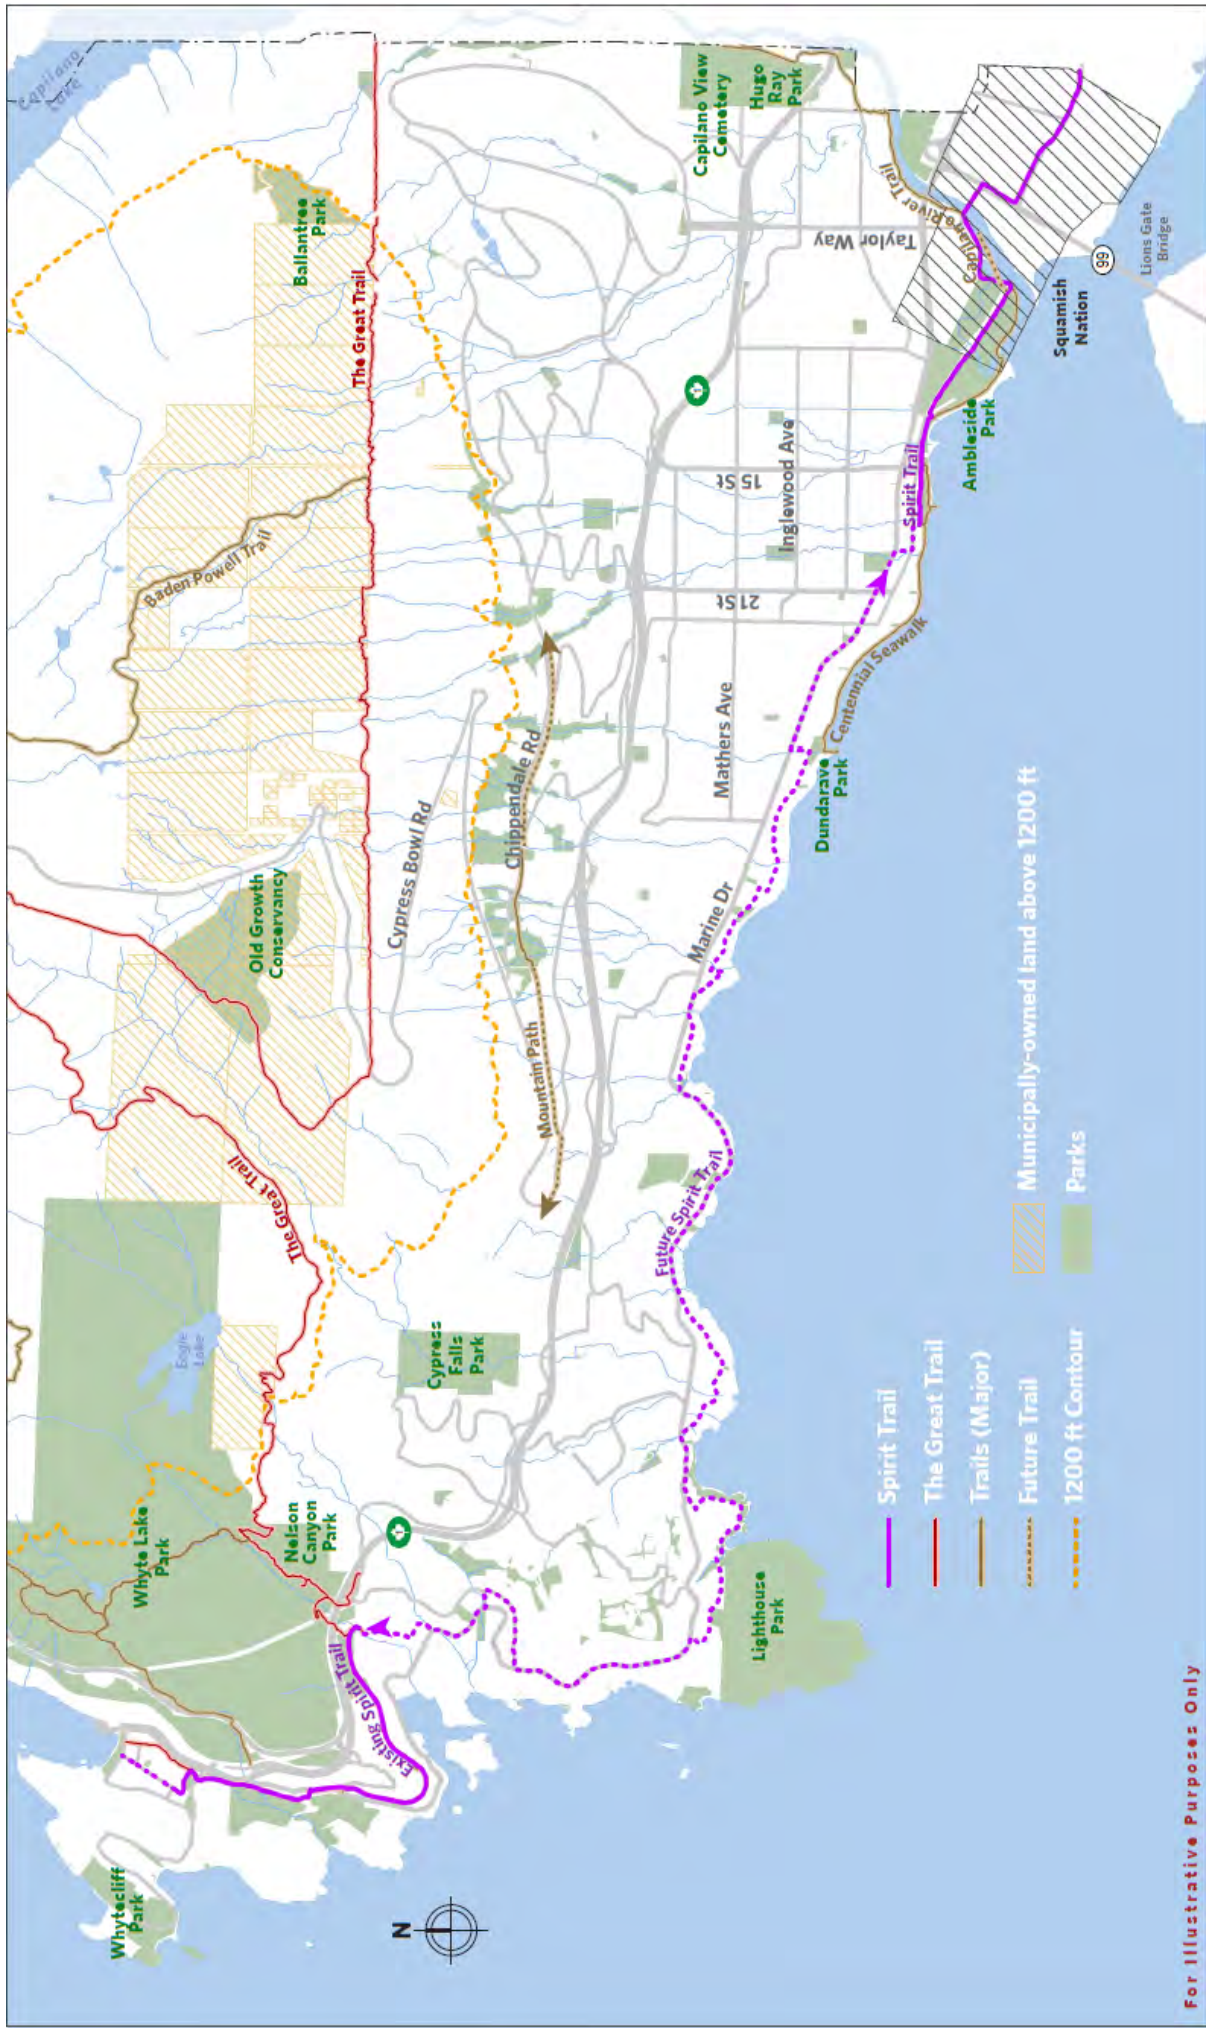 Capilano
Lake
Ballantree
Park
The Great Trail
Capilano View
Cemetery
Hugo
Ray
Park
Taylor Way
Capilano River Trail
99
Lions Gate
Bridge
Squamish
Nation
Ambleside
Park
Spirit Trail
15 St
Inglewood Ave
21 St
1
Baden Powell Trail
Centennial Seawalk
Mathers Ave
Dundarave
Park
Marine Dr
Chippendale Rd
Cypress Bowl Rd
Old Growth
Conservancy
Mountain Path
The Great Trail
Future Spirit Trail
Eagle
Lake
Cypress
Falls
Park
Whyte Lake
Park
Nelson
Canyon
Park
1
Lighthouse
Park
Existing Spirit Trail
Whytecliff
Park
N
Spirit Trail
The Great Trail
Trails (Major)
Future Trail
1200 ft Contour
Municipally-owned land above 1200 ft
Parks
For Illustrative Purposes Only